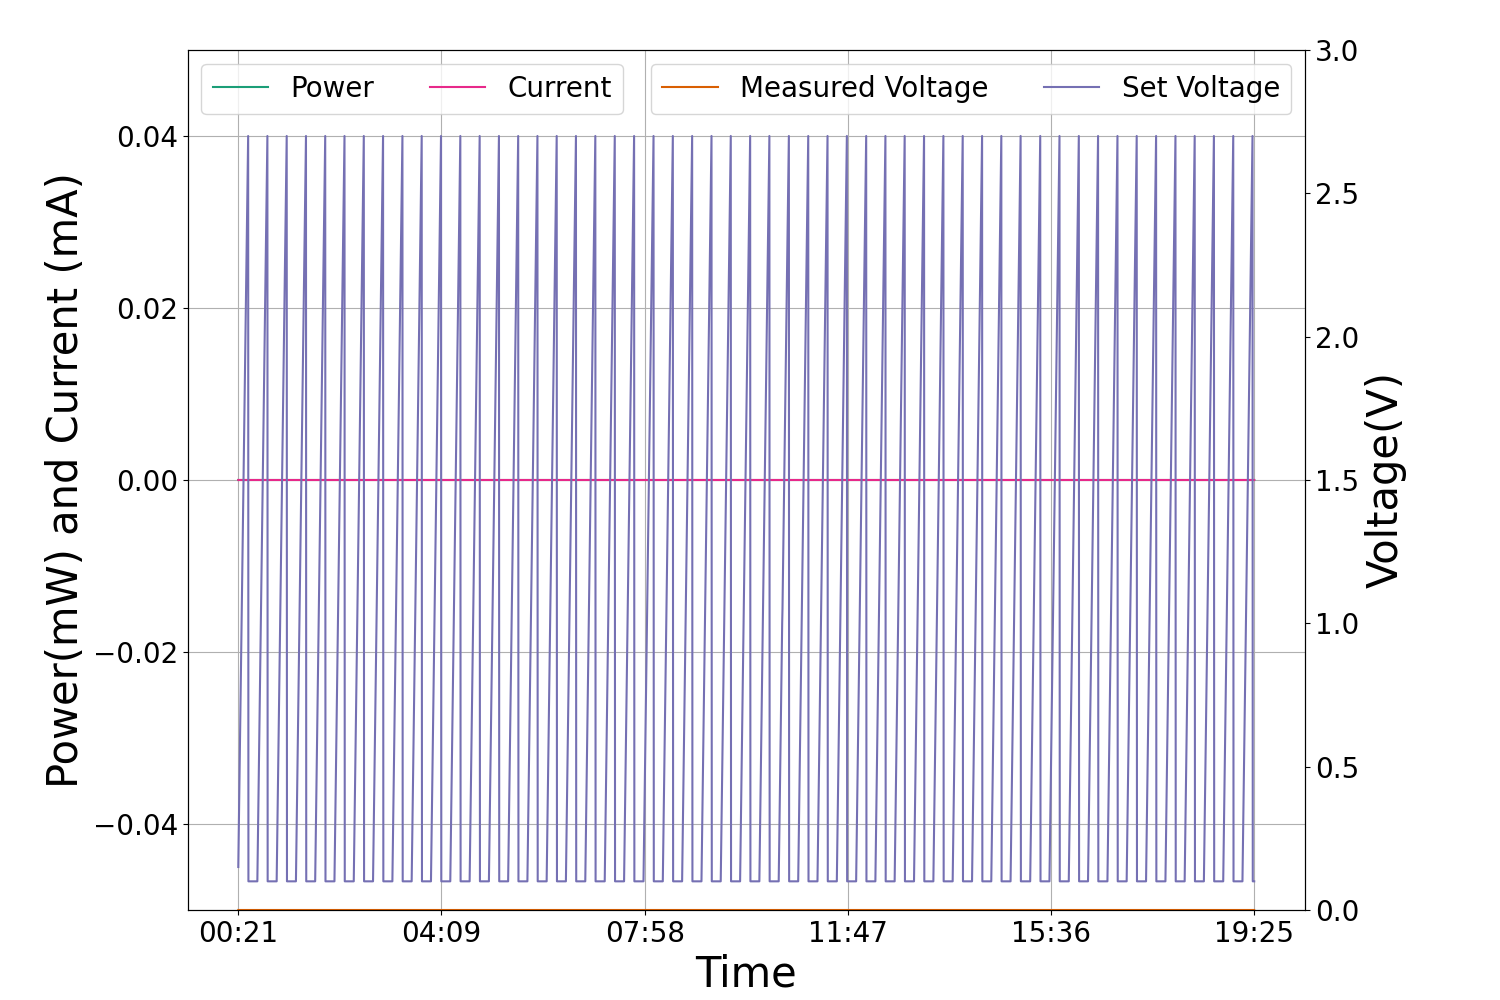 Power Current Measured Voltage Set Voltage
Power(mW) and Current (mA)
0.04
0.02
0.00
−0.02
−0.04
3.0
2.5
2.0
1.5
1.0
0.5
0.0
Voltage(V)
00:21 04:09 07:58 11:47 15:36 19:25
Time